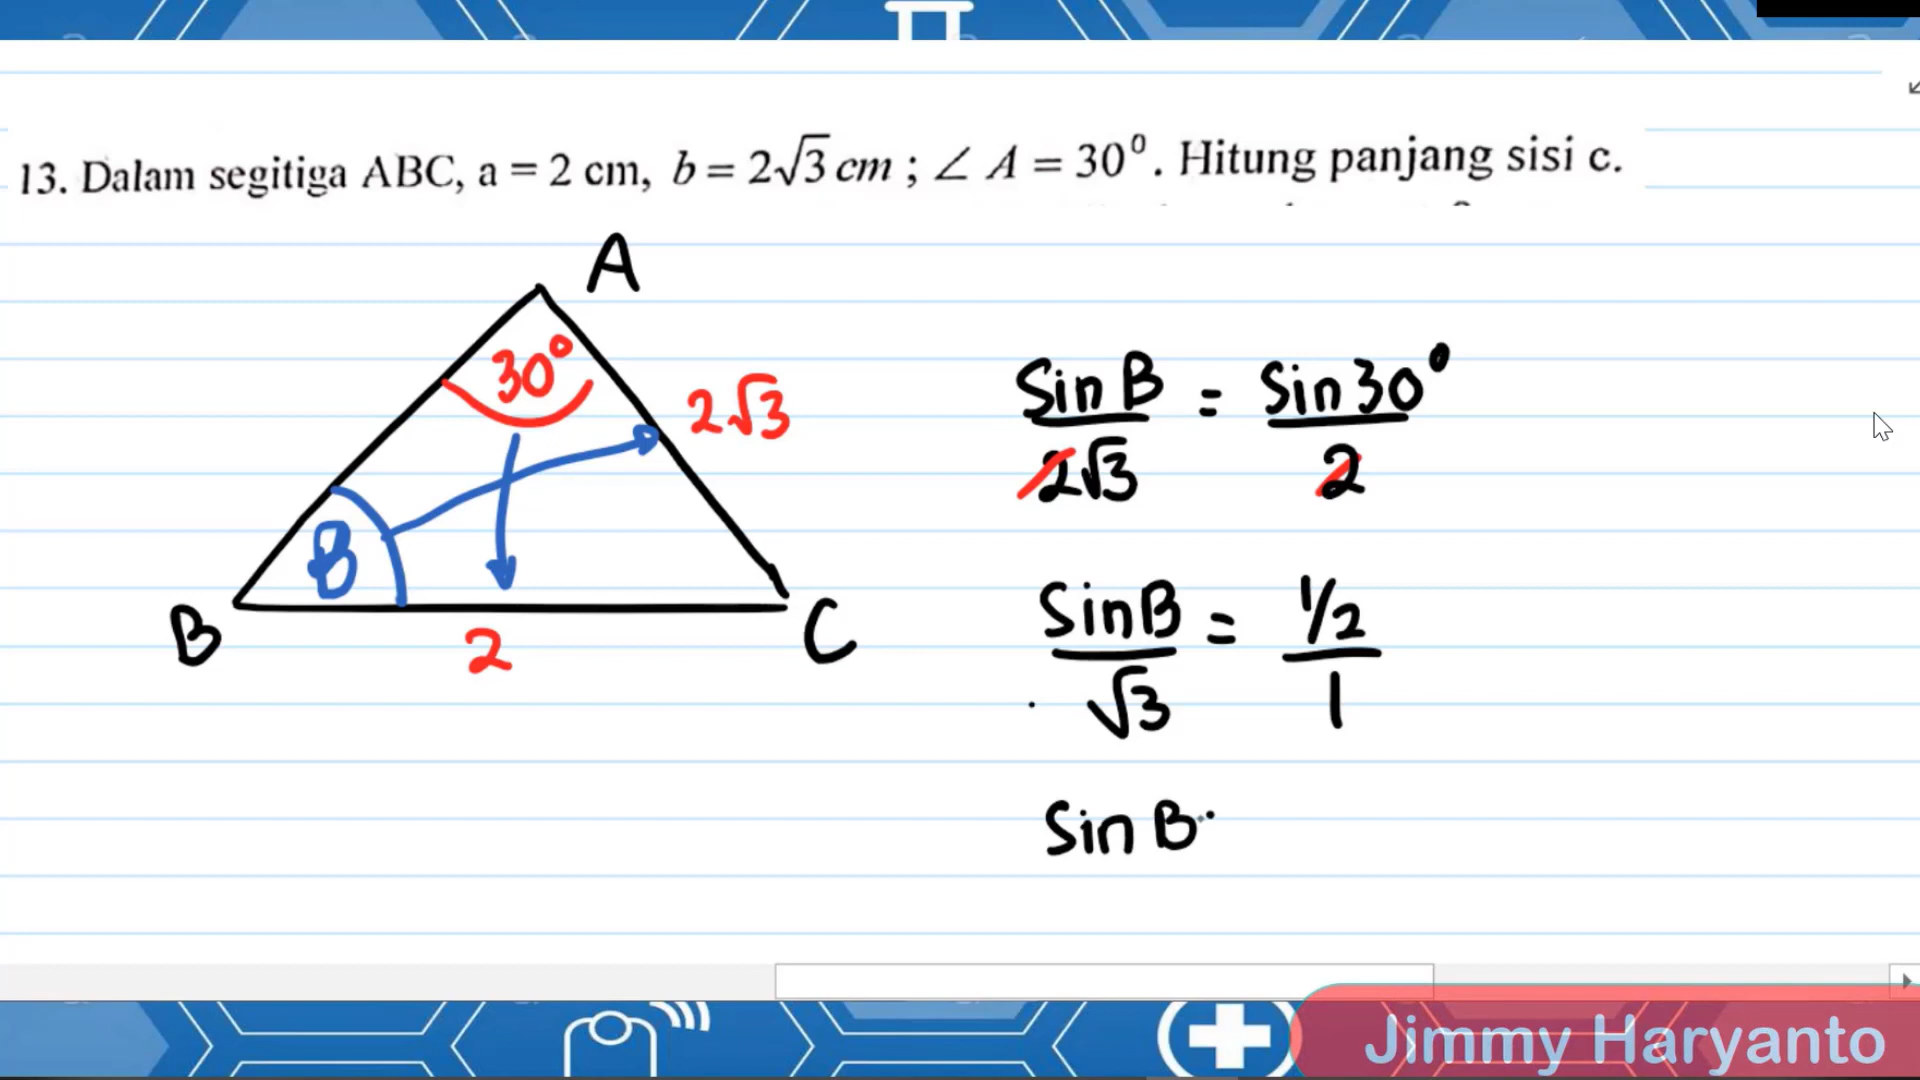 13. Dalam segitiga ABC, a = 2 cm, b = 2√3 cm ; ∠ A = 30⁰. Hitung panjang sisi c.
A
30°
2√3
B
B
C
2
Sin B = Sin 30°
2√3 2
Sin B = 1/2
√3 1
Sin B
Jimmy Haryanto